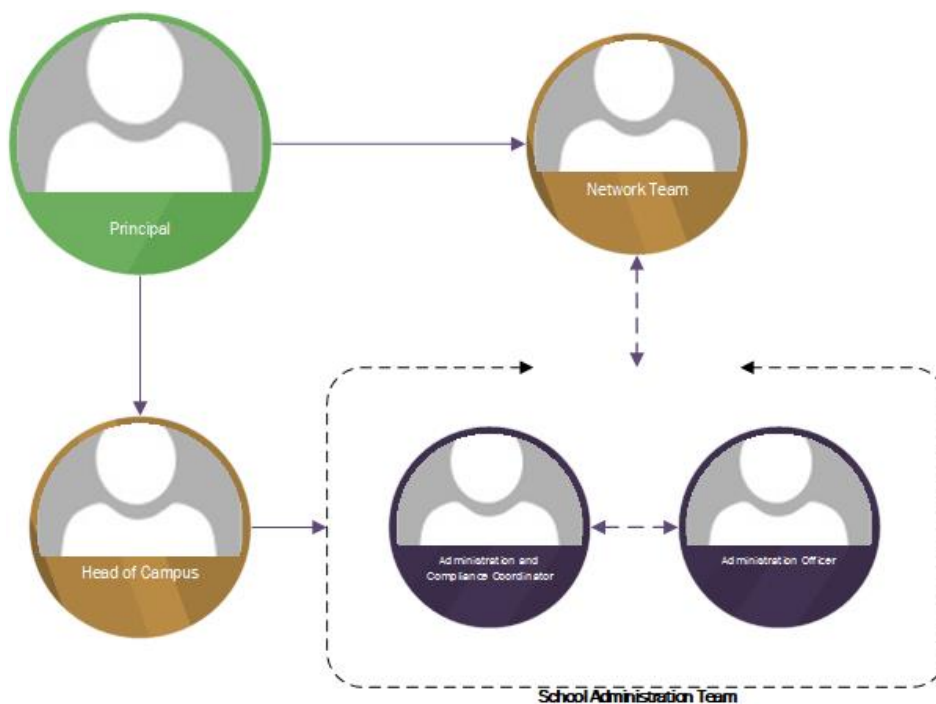 Principal
Network Team
Head of Campus
Administration and
Compliance Coordinator
Administration Officer
School Administration Team